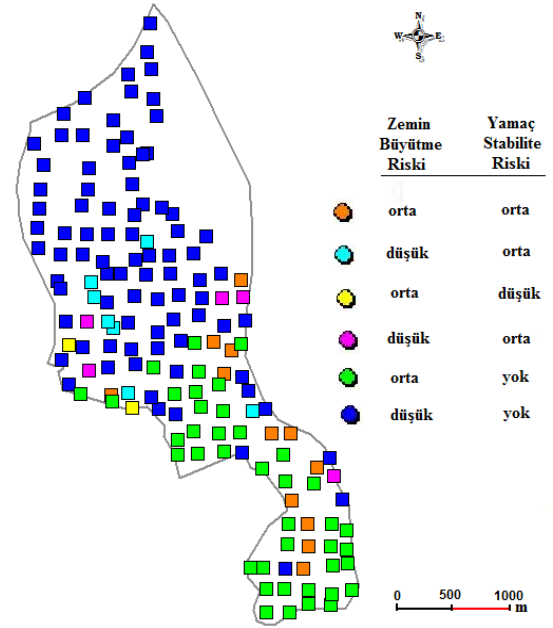 N
W E
S
Zemin Yamaç
Büyütme Stabilite
Riski Riski
orta orta
düşük orta
orta düşük
düşük orta
orta yok
düşük yok
0 500 1000
m